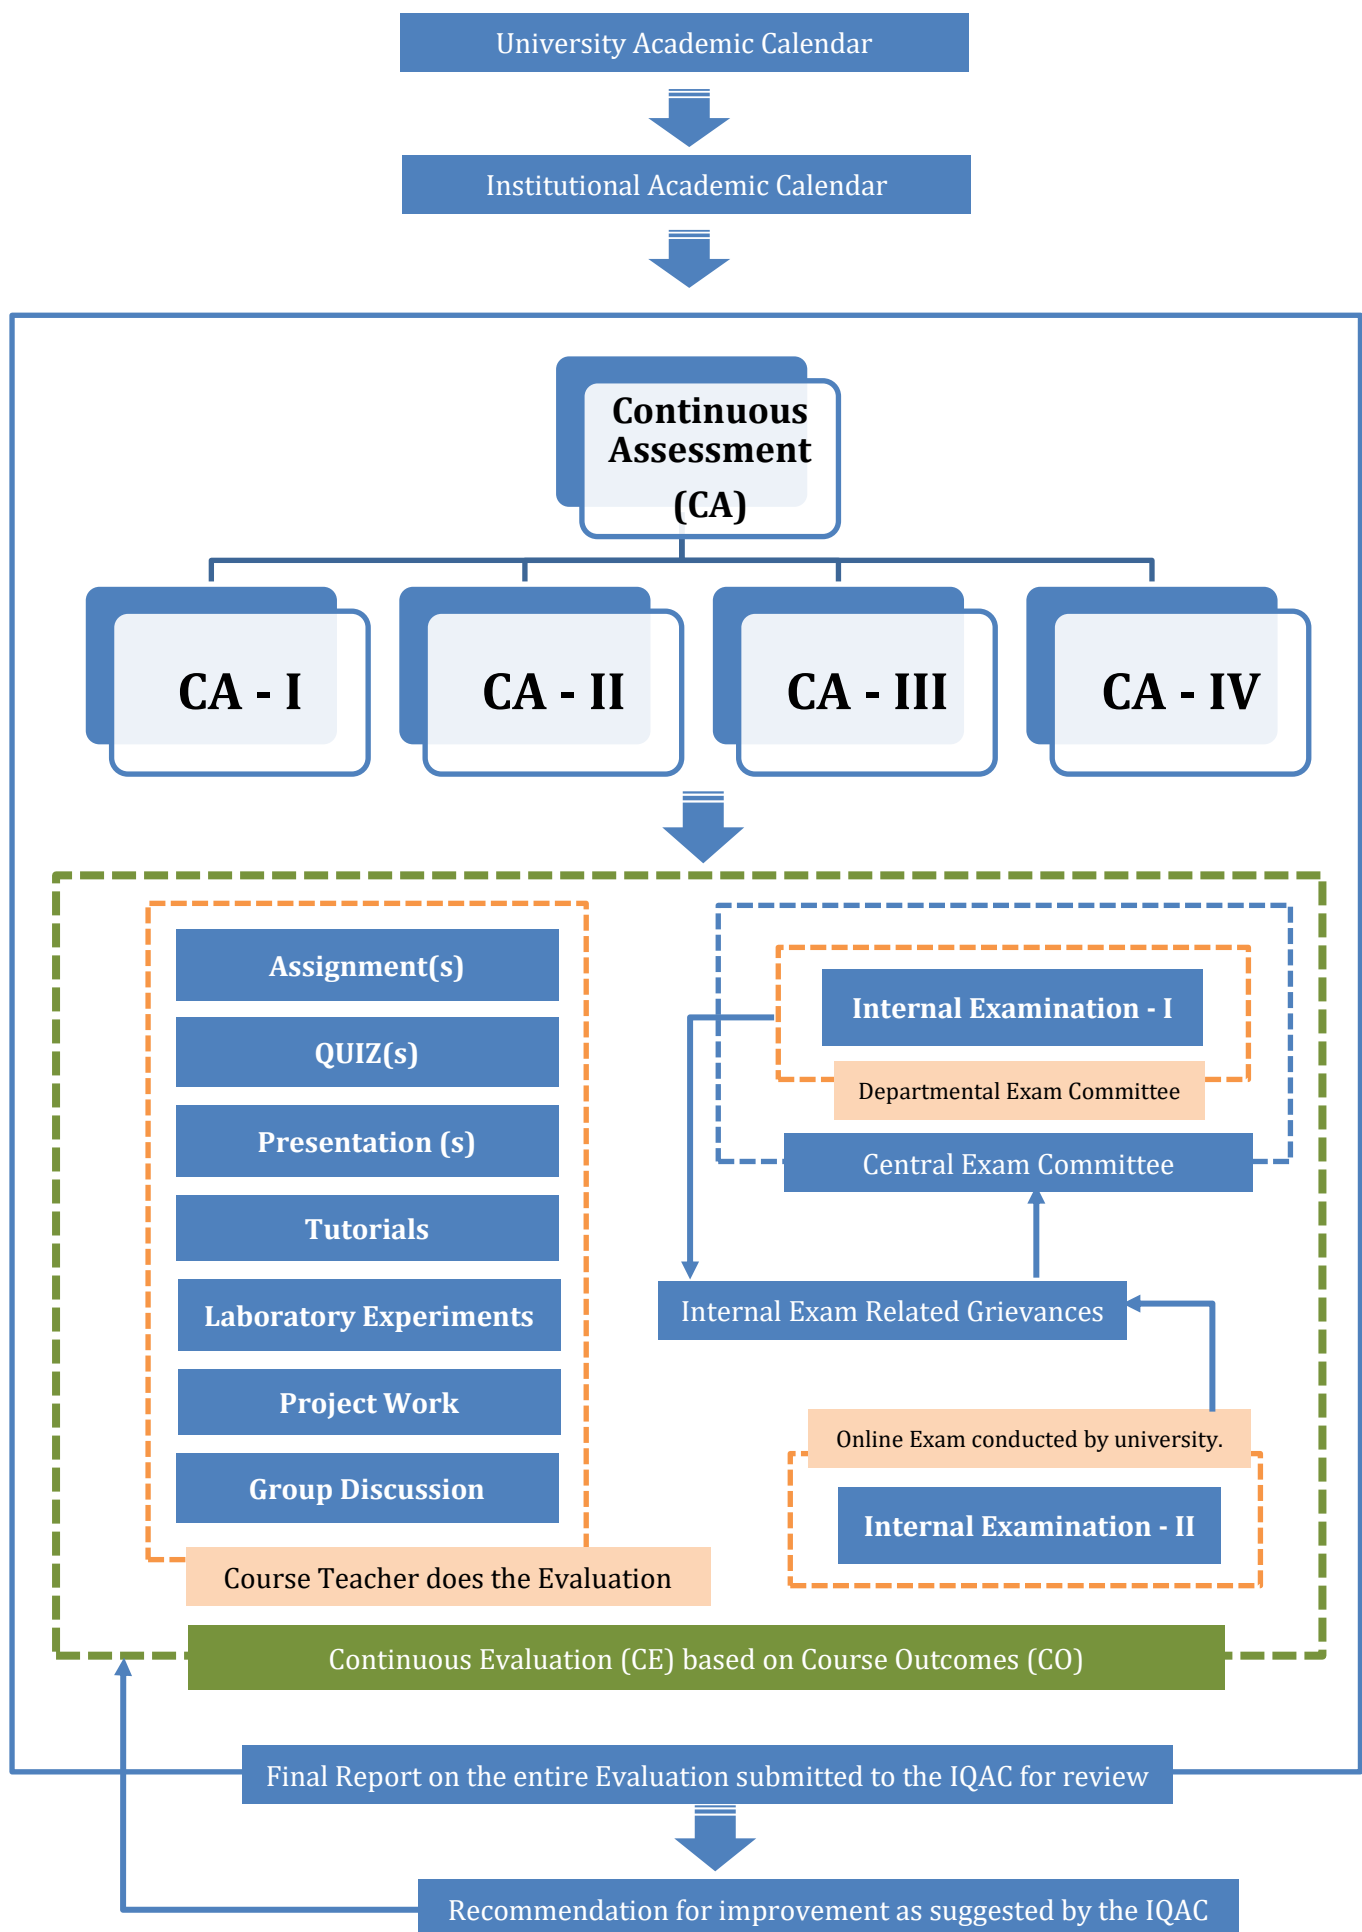 University Academic Calendar
Institutional Academic Calendar
Continuous
Assessment
(CA)
CA - I
CA - II
CA - III
CA - IV
Assignment(s)
QUIZ(s)
Presentation (s)
Tutorials
Laboratory Experiments
Project Work
Group Discussion
Course Teacher does the Evaluation
Internal Examination - I
Departmental Exam Committee
Central Exam Committee
Internal Exam Related Grievances
Online Exam conducted by university.
Internal Examination - II
Continuous Evaluation (CE) based on Course Outcomes (CO)
Final Report on the entire Evaluation submitted to the IQAC for review
Recommendation for improvement as suggested by the IQAC